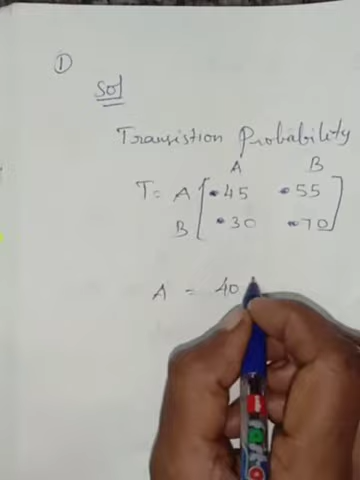 ①
Sol
Transistion Probability
A B
T= A [ .45 .55 ]
B [ .30 .70 ]
A = 40